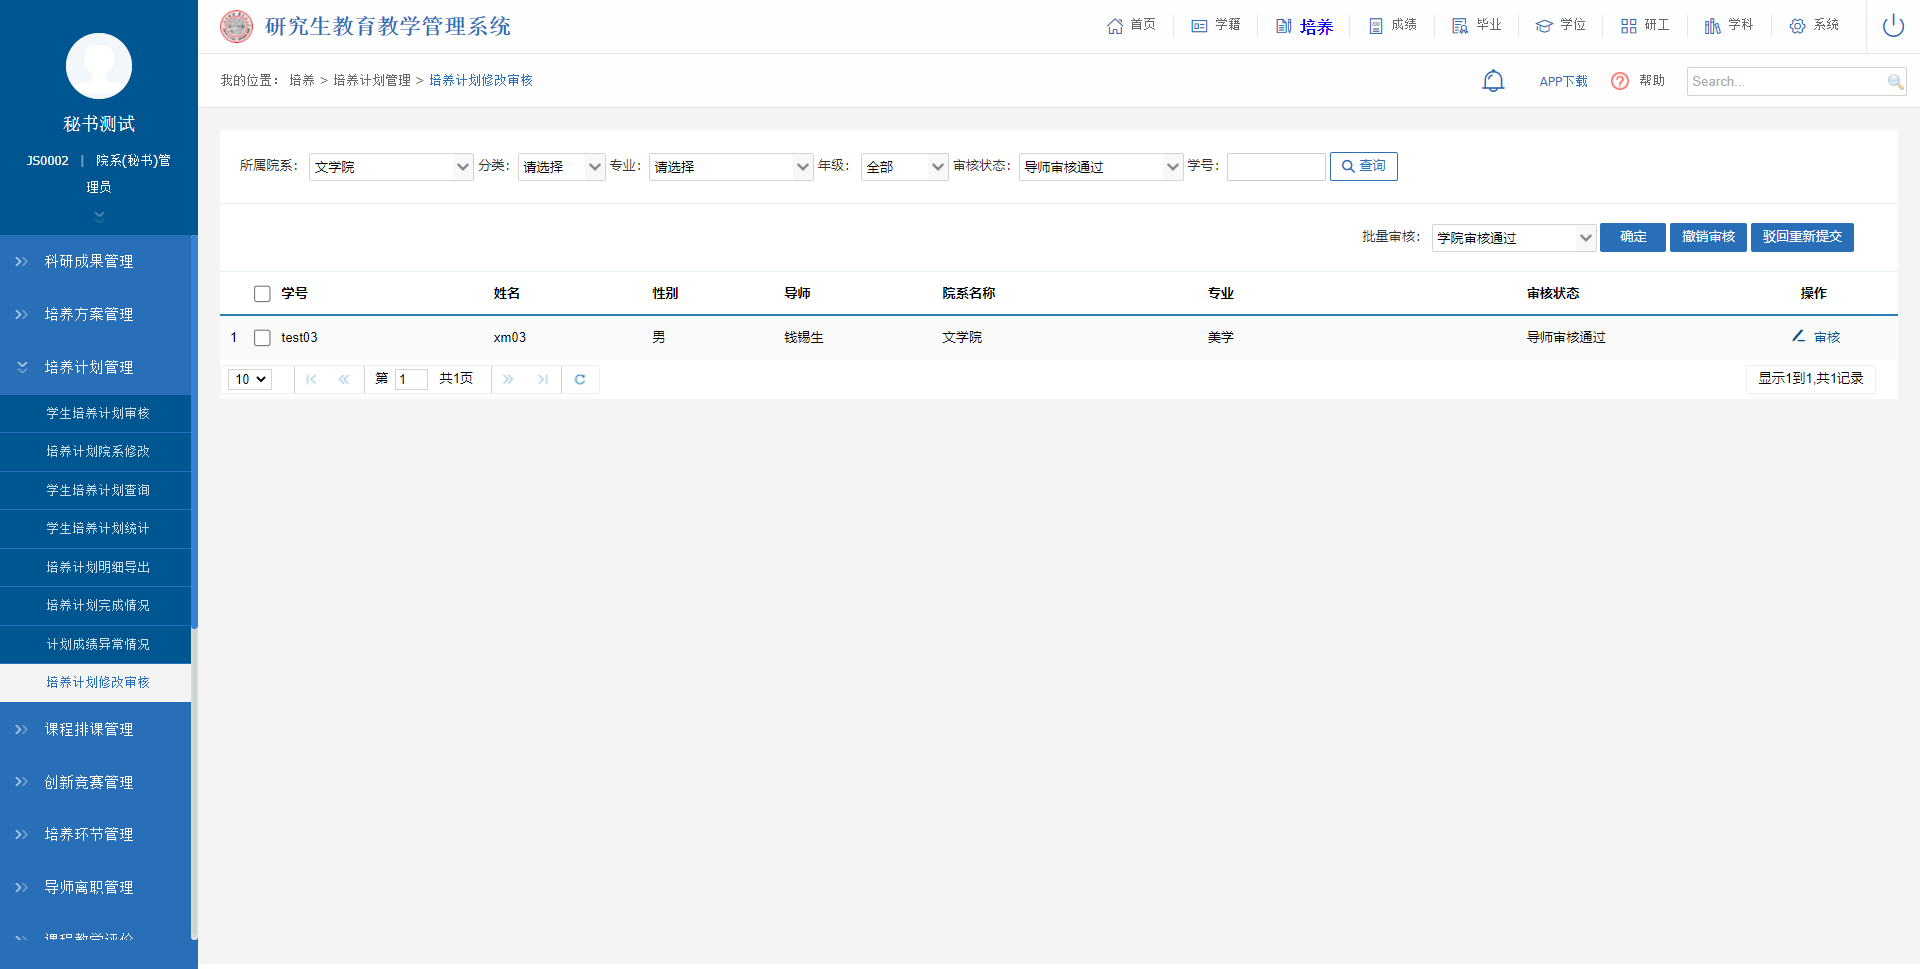 研究生教育教学管理系统
首页 学籍 培养 成绩 毕业 学位 研工 学科 系统
我的位置： 培养 > 培养计划管理 > 培养计划修改审核
APP下载 帮助 Search...
秘书测试
JS0002 | 院系(秘书)管
理员
科研成果管理
培养方案管理
培养计划管理
学生培养计划审核
培养计划院系修改
学生培养计划查询
学生培养计划统计
培养计划明细导出
培养计划完成情况
计划成绩异常情况
培养计划修改审核
课程排课管理
创新竞赛管理
培养环节管理
导师离职管理
课程教学评价
所属院系： 文学院 分类： 请选择 专业： 请选择 年级： 全部 审核状态： 导师审核通过 学号： 查询
批量审核： 学院审核通过 确定 撤销审核 驳回重新提交
学号 姓名 性别 导师 院系名称 专业 审核状态 操作
1 test03 xm03 男 钱锡生 文学院 美学 导师审核通过 审核
10 第 1 共1页 显示1到1,共1记录